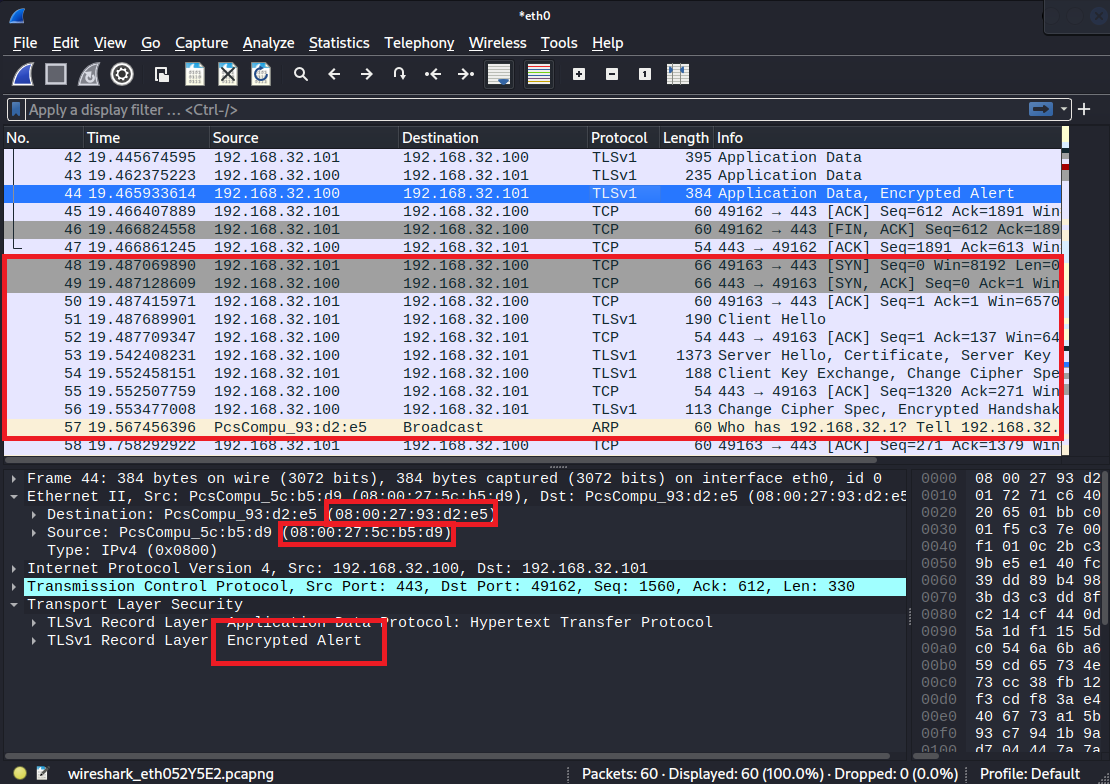 *eth0
File Edit View Go Capture Analyze Statistics Telephony Wireless Tools Help
Apply a display filter ... <Ctrl-/>
No. Time Source Destination Protocol Length Info
42 19.445674595 192.168.32.101 192.168.32.100 TLSv1 395 Application Data
43 19.462375223 192.168.32.101 192.168.32.100 TLSv1 235 Application Data
44 19.465933614 192.168.32.100 192.168.32.101 TLSv1 384 Application Data, Encrypted Alert
45 19.466407889 192.168.32.101 192.168.32.100 TCP 60 49162 → 443 [ACK] Seq=612 Ack=1891 Win
46 19.466824558 192.168.32.101 192.168.32.100 TCP 60 49162 → 443 [FIN, ACK] Seq=612 Ack=189
47 19.466861245 192.168.32.100 192.168.32.101 TCP 54 443 → 49162 [ACK] Seq=1891 Ack=613 Win
48 19.487069890 192.168.32.101 192.168.32.100 TCP 66 49163 → 443 [SYN] Seq=0 Win=8192 Len=0
49 19.487128609 192.168.32.100 192.168.32.101 TCP 66 443 → 49163 [SYN, ACK] Seq=0 Ack=1 Win
50 19.487415971 192.168.32.101 192.168.32.100 TCP 60 49163 → 443 [ACK] Seq=1 Ack=1 Win=6570
51 19.487689901 192.168.32.101 192.168.32.100 TLSv1 190 Client Hello
52 19.487709347 192.168.32.100 192.168.32.101 TCP 54 443 → 49163 [ACK] Seq=1 Ack=137 Win=64
53 19.542408231 192.168.32.100 192.168.32.101 TLSv1 1373 Server Hello, Certificate, Server Key
54 19.552458151 192.168.32.101 192.168.32.100 TLSv1 188 Client Key Exchange, Change Cipher Spe
55 19.552507759 192.168.32.100 192.168.32.101 TCP 54 443 → 49163 [ACK] Seq=1320 Ack=271 Win
56 19.553477008 192.168.32.100 192.168.32.101 TLSv1 113 Change Cipher Spec, Encrypted Handshak
57 19.567456396 PcsCompu_93:d2:e5 Broadcast ARP 60 Who has 192.168.32.1? Tell 192.168.32.
58 19.758292922 192.168.32.101 192.168.32.100 TCP 60 49163 → 443 [ACK] Seq=271 Ack=1379 Win
Frame 44: 384 bytes on wire (3072 bits), 384 bytes captured (3072 bits) on interface eth0, id 0
Ethernet II, Src: PcsCompu_5c:b5:d9 (08:00:27:5c:b5:d9), Dst: PcsCompu_93:d2:e5 (08:00:27:93:d2:e5
Destination: PcsCompu_93:d2:e5 (08:00:27:93:d2:e5)
Source: PcsCompu_5c:b5:d9 (08:00:27:5c:b5:d9)
Type: IPv4 (0x0800)
Internet Protocol Version 4, Src: 192.168.32.100, Dst: 192.168.32.101
Transmission Control Protocol, Src Port: 443, Dst Port: 49162, Seq: 1560, Ack: 612, Len: 330
Transport Layer Security
TLSv1 Record Layer: Application Data Protocol: Hypertext Transfer Protocol
TLSv1 Record Layer: Encrypted Alert
0000 08 00 27 93 d2
0010 01 72 71 c6 40
0020 20 65 01 bb c0
0030 01 f5 c3 7e 00
0040 f1 01 0c 2b c3
0050 9b e5 e1 40 fc
0060 39 dd 89 b4 98
0070 3b d3 c3 dd 8f
0080 c2 14 cf 44 0d
0090 5a 1d f1 15 5d
00a0 c0 54 6a 6b a6
00b0 59 cd 65 73 4e
00c0 73 cc 38 fb 12
00d0 f3 cd f8 3a e4
00e0 40 67 73 a1 5b
00f0 93 c7 94 1b 9a
0100 d7 04 44 7a 7a
wireshark_eth052Y5E2.pcapng Packets: 60 · Displayed: 60 (100.0%) · Dropped: 0 (0.0%) Profile: Default